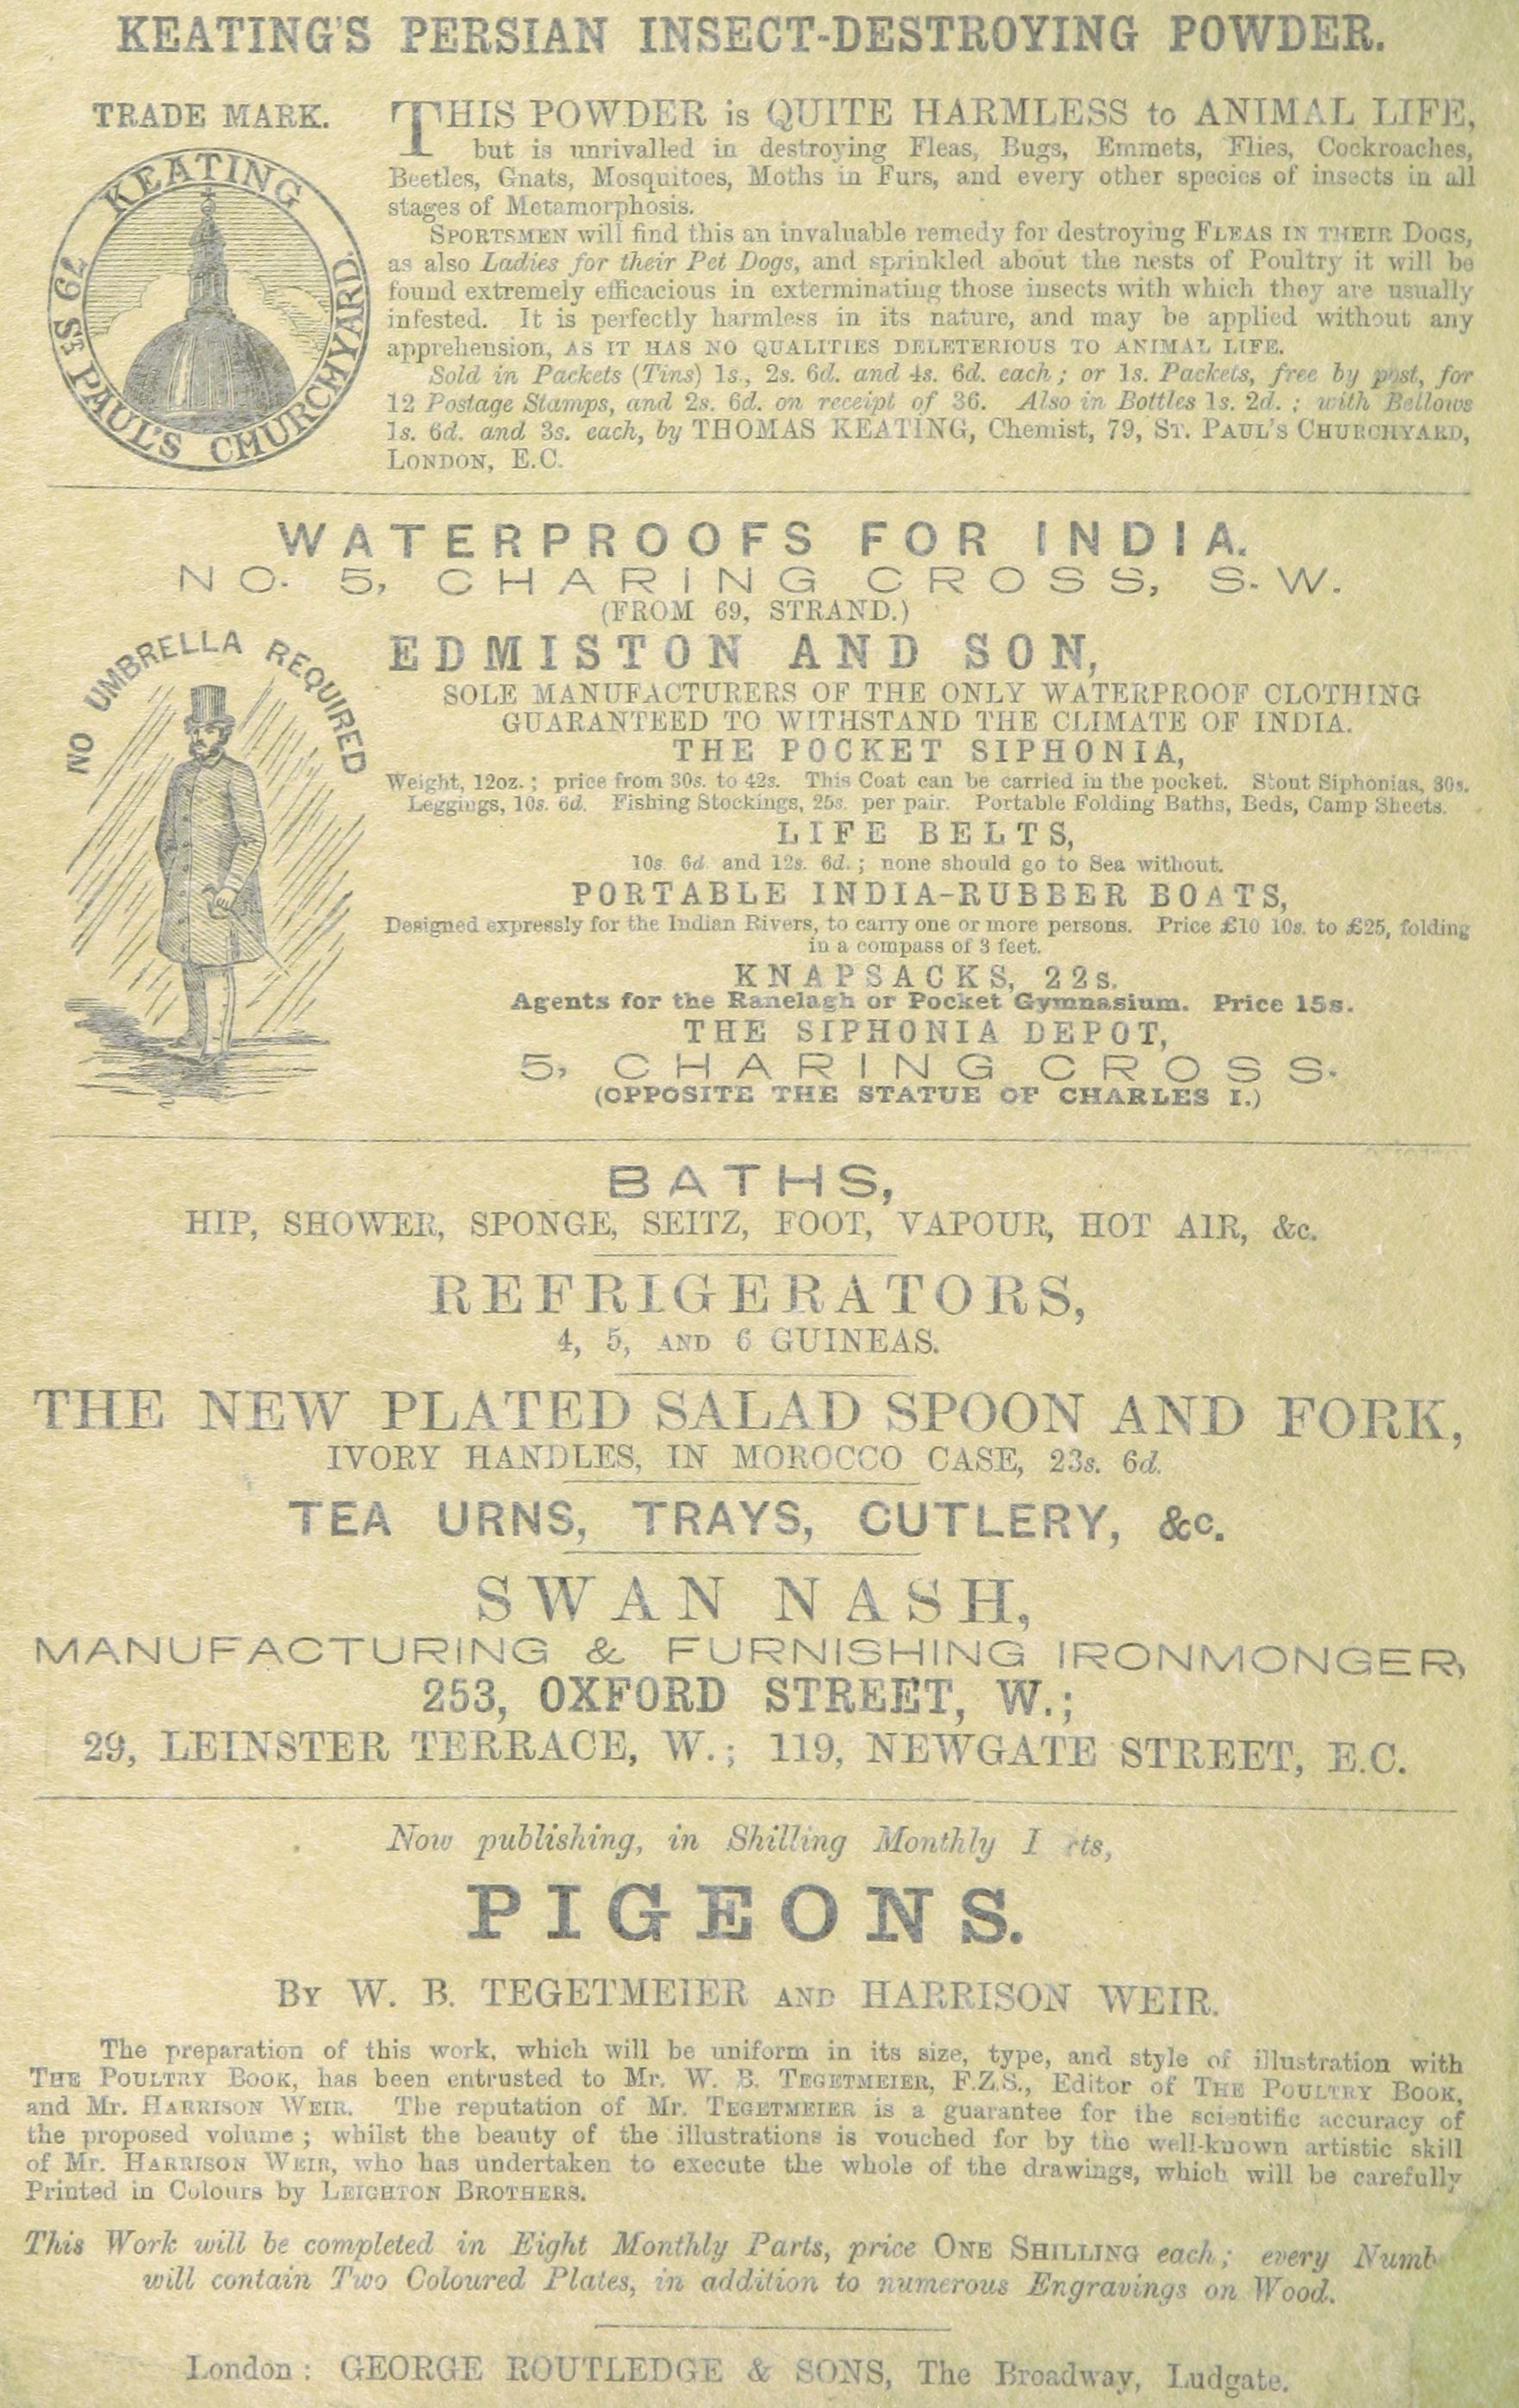 KEATING'S PERSIAN INSECT-DESTROYING POWDER.
TRADE MARK.
KEATING
79 ST. PAUL'S CHURCHYARD.
THIS POWDER is QUITE HARMLESS to ANIMAL LIFE,
but is unrivalled in destroying Fleas, Bugs, Emmets, Flies, Cockroaches,
Beetles, Gnats, Mosquitoes, Moths in Furs, and every other species of insects in all
stages of Metamorphosis.
SPORTSMEN will find this an invaluable remedy for destroying FLEAS IN THEIR DOGS,
as also Ladies for their Pet Dogs, and sprinkled about the nests of Poultry it will be
found extremely efficacious in exterminating those insects with which they are usually
infested. It is perfectly harmless in its nature, and may be applied without any
apprehension, AS IT HAS NO QUALITIES DELETERIOUS TO ANIMAL LIFE.
Sold in Packets (Tins) 1s., 2s. 6d. and 4s. 6d. each; or 1s. Packets, free by post, for
12 Postage Stamps, and 2s. 6d. on receipt of 36. Also in Bottles 1s. 2d.; with Bellows
1s. 6d. and 3s. each, by THOMAS KEATING, Chemist, 79, ST. PAUL'S CHURCHYARD,
LONDON, E.C.
WATERPROOFS FOR INDIA.
NO. 5, CHARING CROSS, S.W.
(FROM 69, STRAND.)
NO UMBRELLA REQUIRED
EDMISTON AND SON,
SOLE MANUFACTURERS OF THE ONLY WATERPROOF CLOTHING
GUARANTEED TO WITHSTAND THE CLIMATE OF INDIA.
THE POCKET SIPHONIA,
Weight, 12oz.; price from 30s. to 42s. This Coat can be carried in the pocket. Stout Siphonias, 30s.
Leggings, 10s. 6d. Fishing Stockings, 25s. per pair. Portable Folding Baths, Beds, Camp Sheets.
LIFE BELTS,
10s 6d and 12s. 6d.; none should go to Sea without.
PORTABLE INDIA-RUBBER BOATS,
Designed expressly for the Indian Rivers, to carry one or more persons. Price £10 10s. to £25, folding
in a compass of 3 feet.
KNAPSACKS, 22s.
Agents for the Ranelagh or Pocket Gymnasium. Price 15s.
THE SIPHONIA DEPOT,
5, CHARING CROSS.
(OPPOSITE THE STATUE OF CHARLES I.)
BATHS,
HIP, SHOWER, SPONGE, SEITZ, FOOT, VAPOUR, HOT AIR, &c.
REFRIGERATORS,
4, 5, AND 6 GUINEAS.
THE NEW PLATED SALAD SPOON AND FORK,
IVORY HANDLES, IN MOROCCO CASE, 23s. 6d.
TEA URNS, TRAYS, CUTLERY, &c.
SWAN NASH,
MANUFACTURING & FURNISHING IRONMONGER,
253, OXFORD STREET, W.;
29, LEINSTER TERRACE, W.; 119, NEWGATE STREET, E.C.
Now publishing, in Shilling Monthly
PIGEONS.
BY W. B. TEGETMEIER AND HARRISON WEIR.
The preparation of this work, which will be uniform in its size, type, and style of illustration with
THE POULTRY BOOK, has been entrusted to Mr. W. B. TEGETMEIER, F.Z.S., Editor of THE POULTRY BOOK,
and Mr. HARRISON WEIR. The reputation of Mr. TEGETMEIER is a guarantee for the scientific accuracy of
the proposed volume; whilst the beauty of the illustrations is vouched for by the well-known artistic skill
of Mr. HARRISON WEIR, who has undertaken to execute the whole of the drawings, which will be carefully
Printed in Colours by LEIGHTON BROTHERS.
This Work will be completed in Eight Monthly Parts, price ONE SHILLING each; every Numb
will contain Two Coloured Plates, in addition to numerous Engravings on Wood.
London: GEORGE ROUTLEDGE & SONS, The Broadway, Ludgate.